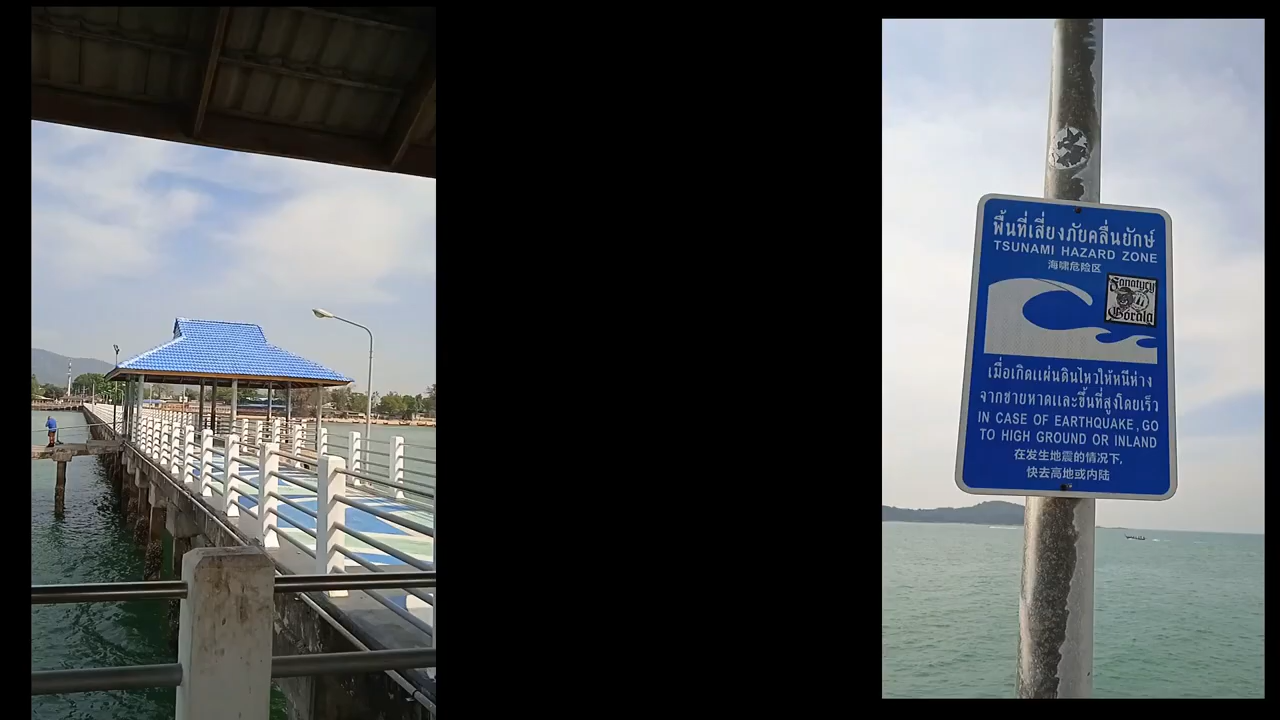 พื้นที่เสี่ยงภัยคลื่นยักษ์
TSUNAMI HAZARD ZONE
海啸危险区
Fanatycy
Górala
เมื่อเกิดแผ่นดินไหวให้หนีห่าง
จากชายหาดและขึ้นที่สูงโดยเร็ว
IN CASE OF EARTHQUAKE, GO
TO HIGH GROUND OR INLAND
在发生地震的情况下,
快去高地或内陆